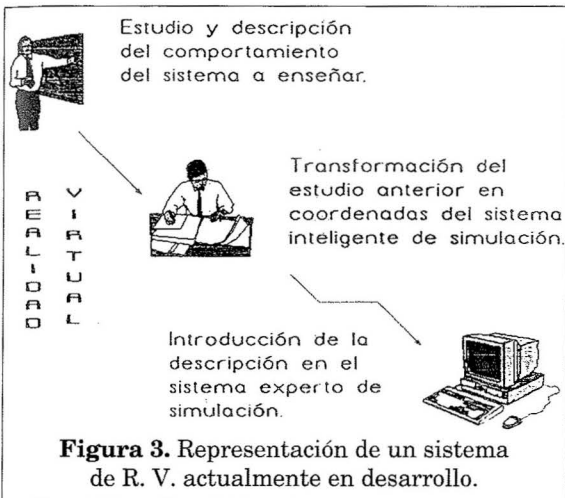 Estudio y descripción
del comportamiento
del sistema a enseñar.
Transformación del
estudio anterior en
coordenadas del sistema
inteligente de simulación.
REALIDAD
VIRTUAL
Introducción de la
descripción en el
sistema experto de
simulación.
Figura 3. Representación de un sistema
de R. V. actualmente en desarrollo.